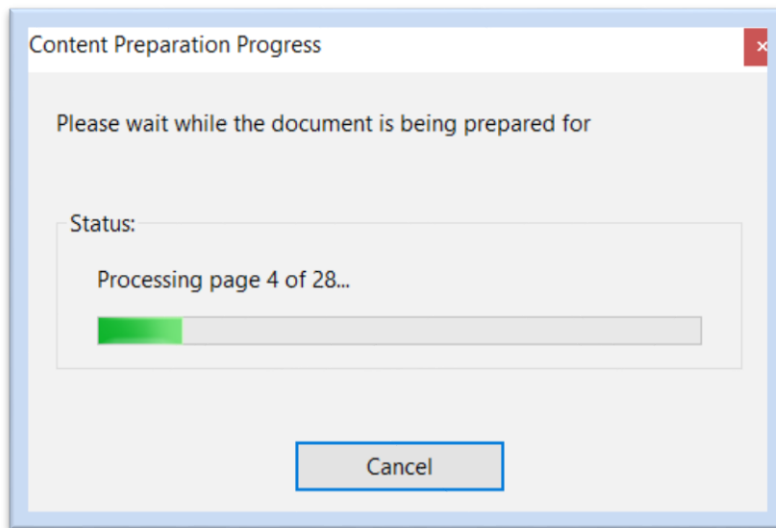 Content Preparation Progress
Please wait while the document is being prepared for
Status:
Processing page 4 of 28...
Cancel